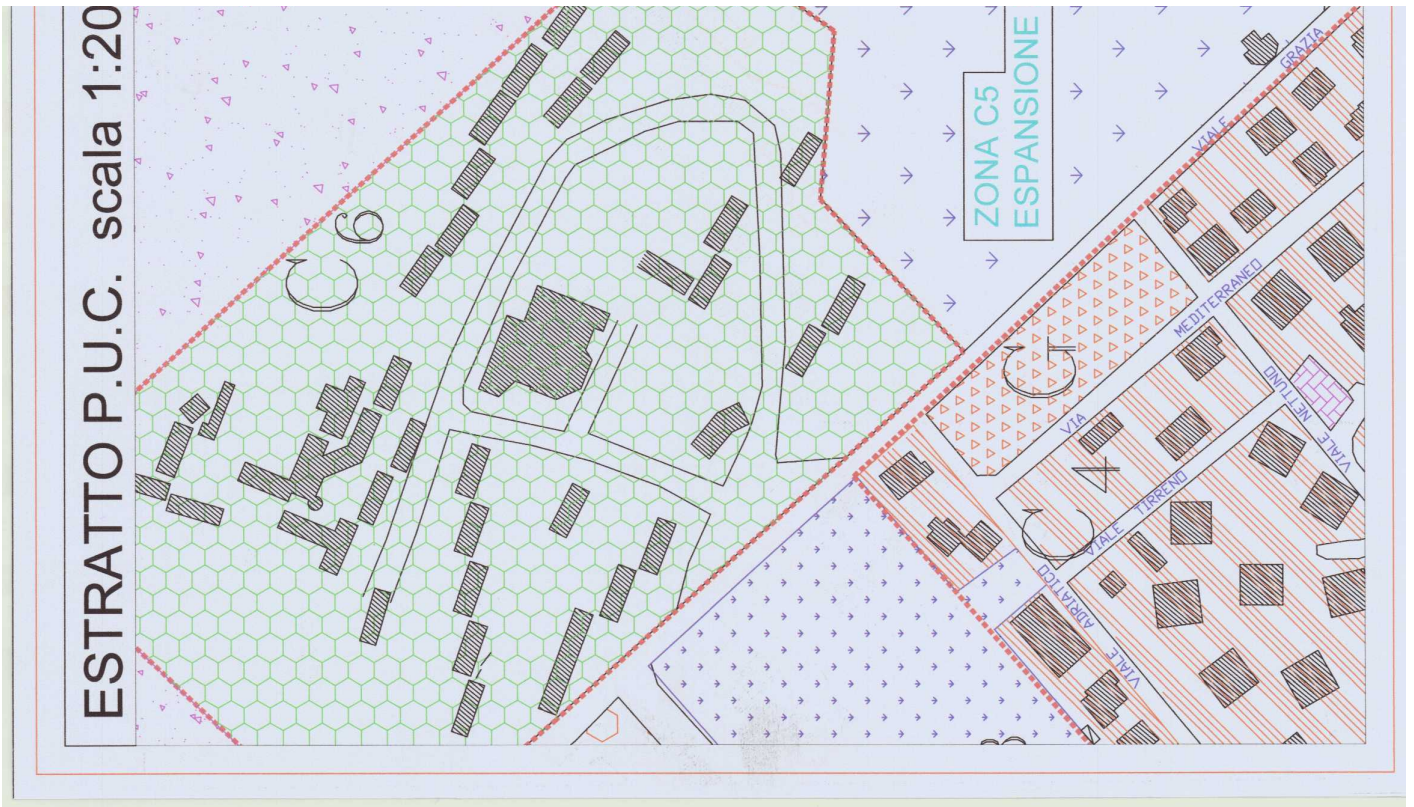 ESTRATTO P.U.C. scala 1:20
C6
ZONA C5
ESPANSIONE
VIALE GRAZIA
G
VIA MEDITERRANEO
C4
VIALE TIRRENO
VIALE NETTUNO
VIALE ADRIATICO